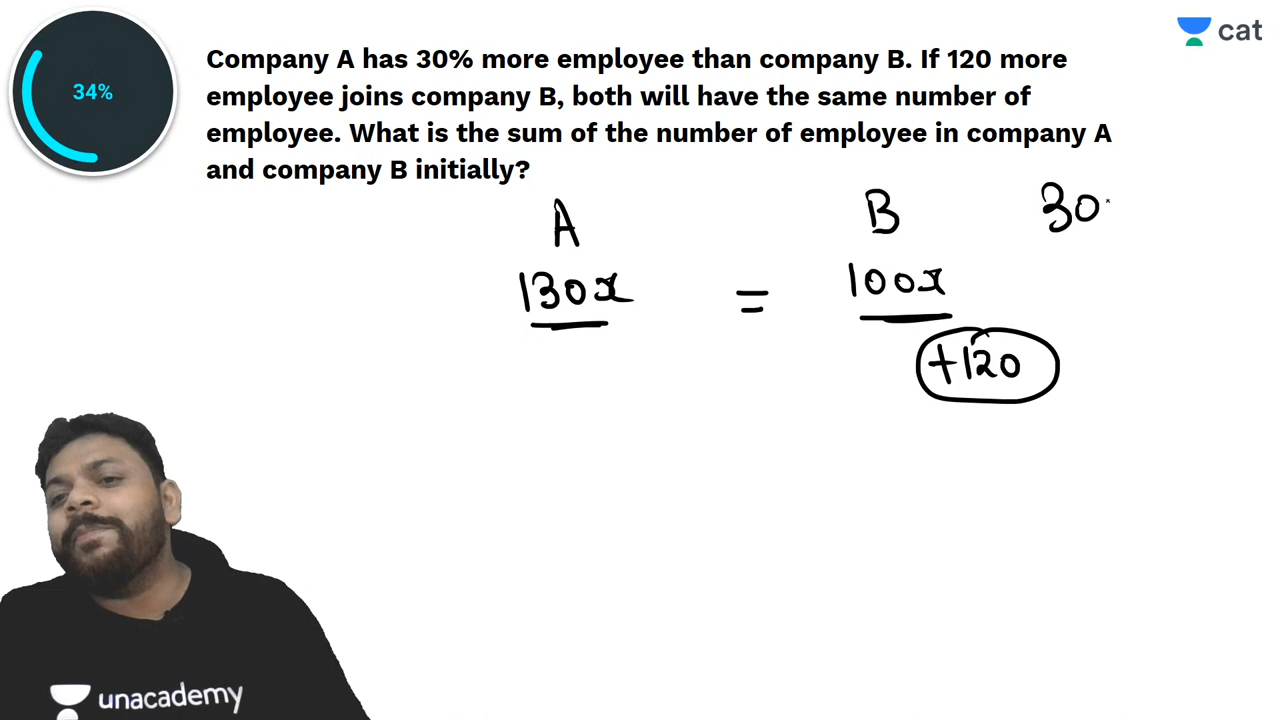 34%
cat
Company A has 30% more employee than company B. If 120 more
employee joins company B, both will have the same number of
employee. What is the sum of the number of employee in company A
and company B initially?
A B 30
130x = 100x
+120
unacademy